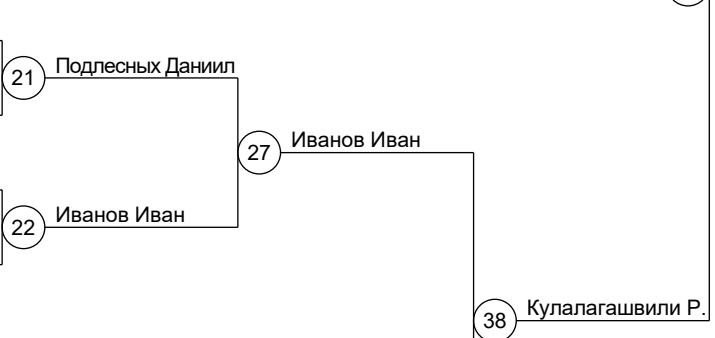 21 Подлесных Даниил
27 Иванов Иван
22 Иванов Иван
38 Кулалагашвили Р.